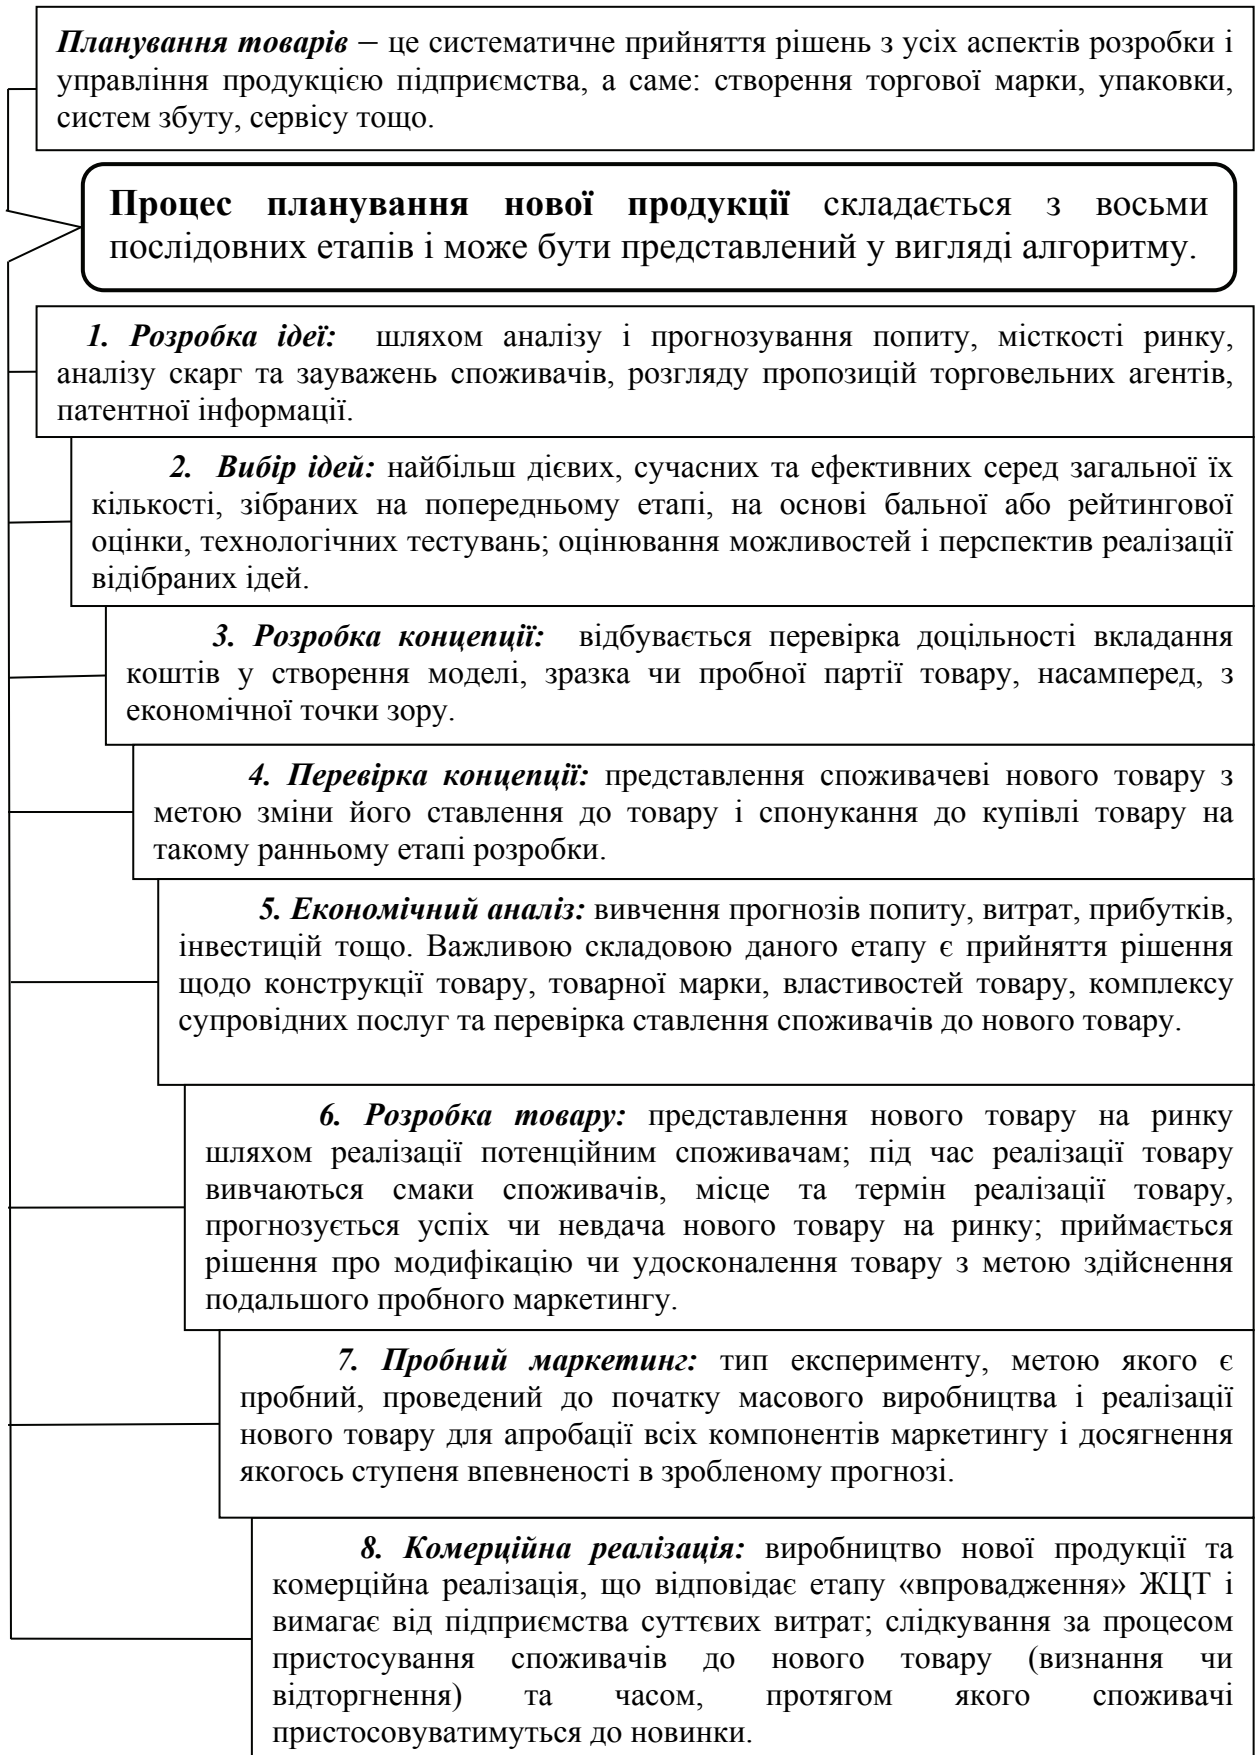 Планування товарів – це систематичне прийняття рішень з усіх аспектів розробки і
управління продукцією підприємства, а саме: створення торгової марки, упаковки,
систем збуту, сервісу тощо.
Процес планування нової продукції складається з восьми
послідовних етапів і може бути представлений у вигляді алгоритму.
1. Розробка ідеї: шляхом аналізу і прогнозування попиту, місткості ринку,
аналізу скарг та зауважень споживачів, розгляду пропозицій торговельних агентів,
патентної інформації.
2. Вибір ідей: найбільш дієвих, сучасних та ефективних серед загальної їх
кількості, зібраних на попередньому етапі, на основі бальної або рейтингової
оцінки, технологічних тестувань; оцінювання можливостей і перспектив реалізації
відібраних ідей.
3. Розробка концепції: відбувається перевірка доцільності вкладання
коштів у створення моделі, зразка чи пробної партії товару, насамперед, з
економічної точки зору.
4. Перевірка концепції: представлення споживачеві нового товару з
метою зміни його ставлення до товару і спонукання до купівлі товару на
такому ранньому етапі розробки.
5. Економічний аналіз: вивчення прогнозів попиту, витрат, прибутків,
інвестицій тощо. Важливою складовою даного етапу є прийняття рішення
щодо конструкції товару, товарної марки, властивостей товару, комплексу
супровідних послуг та перевірка ставлення споживачів до нового товару.
6. Розробка товару: представлення нового товару на ринку
шляхом реалізації потенційним споживачам; під час реалізації товару
вивчаються смаки споживачів, місце та термін реалізації товару,
прогнозується успіх чи невдача нового товару на ринку; приймається
рішення про модифікацію чи удосконалення товару з метою здійснення
подальшого пробного маркетингу.
7. Пробний маркетинг: тип експерименту, метою якого є
пробний, проведений до початку масового виробництва і реалізації
нового товару для апробації всіх компонентів маркетингу і досягнення
якогось ступеня впевненості в зробленому прогнозі.
8. Комерційна реалізація: виробництво нової продукції та
комерційна реалізація, що відповідає етапу «впровадження» ЖЦТ і
вимагає від підприємства суттєвих витрат; слідкування за процесом
пристосування споживачів до нового товару (визнання чи
відторгнення) та часом, протягом якого споживачі
пристосовуватимуться до новинки.